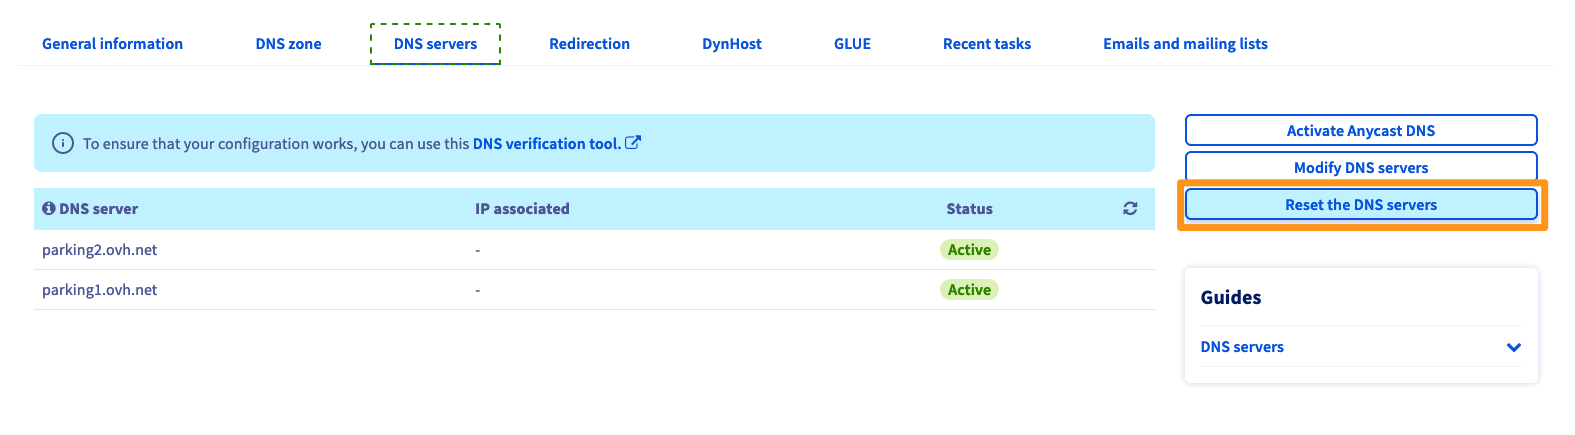 General information DNS zone DNS servers Redirection DynHost GLUE Recent tasks Emails and mailing lists
To ensure that your configuration works, you can use this DNS verification tool.
DNS server IP associated Status
parking2.ovh.net - Active
parking1.ovh.net - Active
Activate Anycast DNS
Modify DNS servers
Reset the DNS servers
Guides
DNS servers